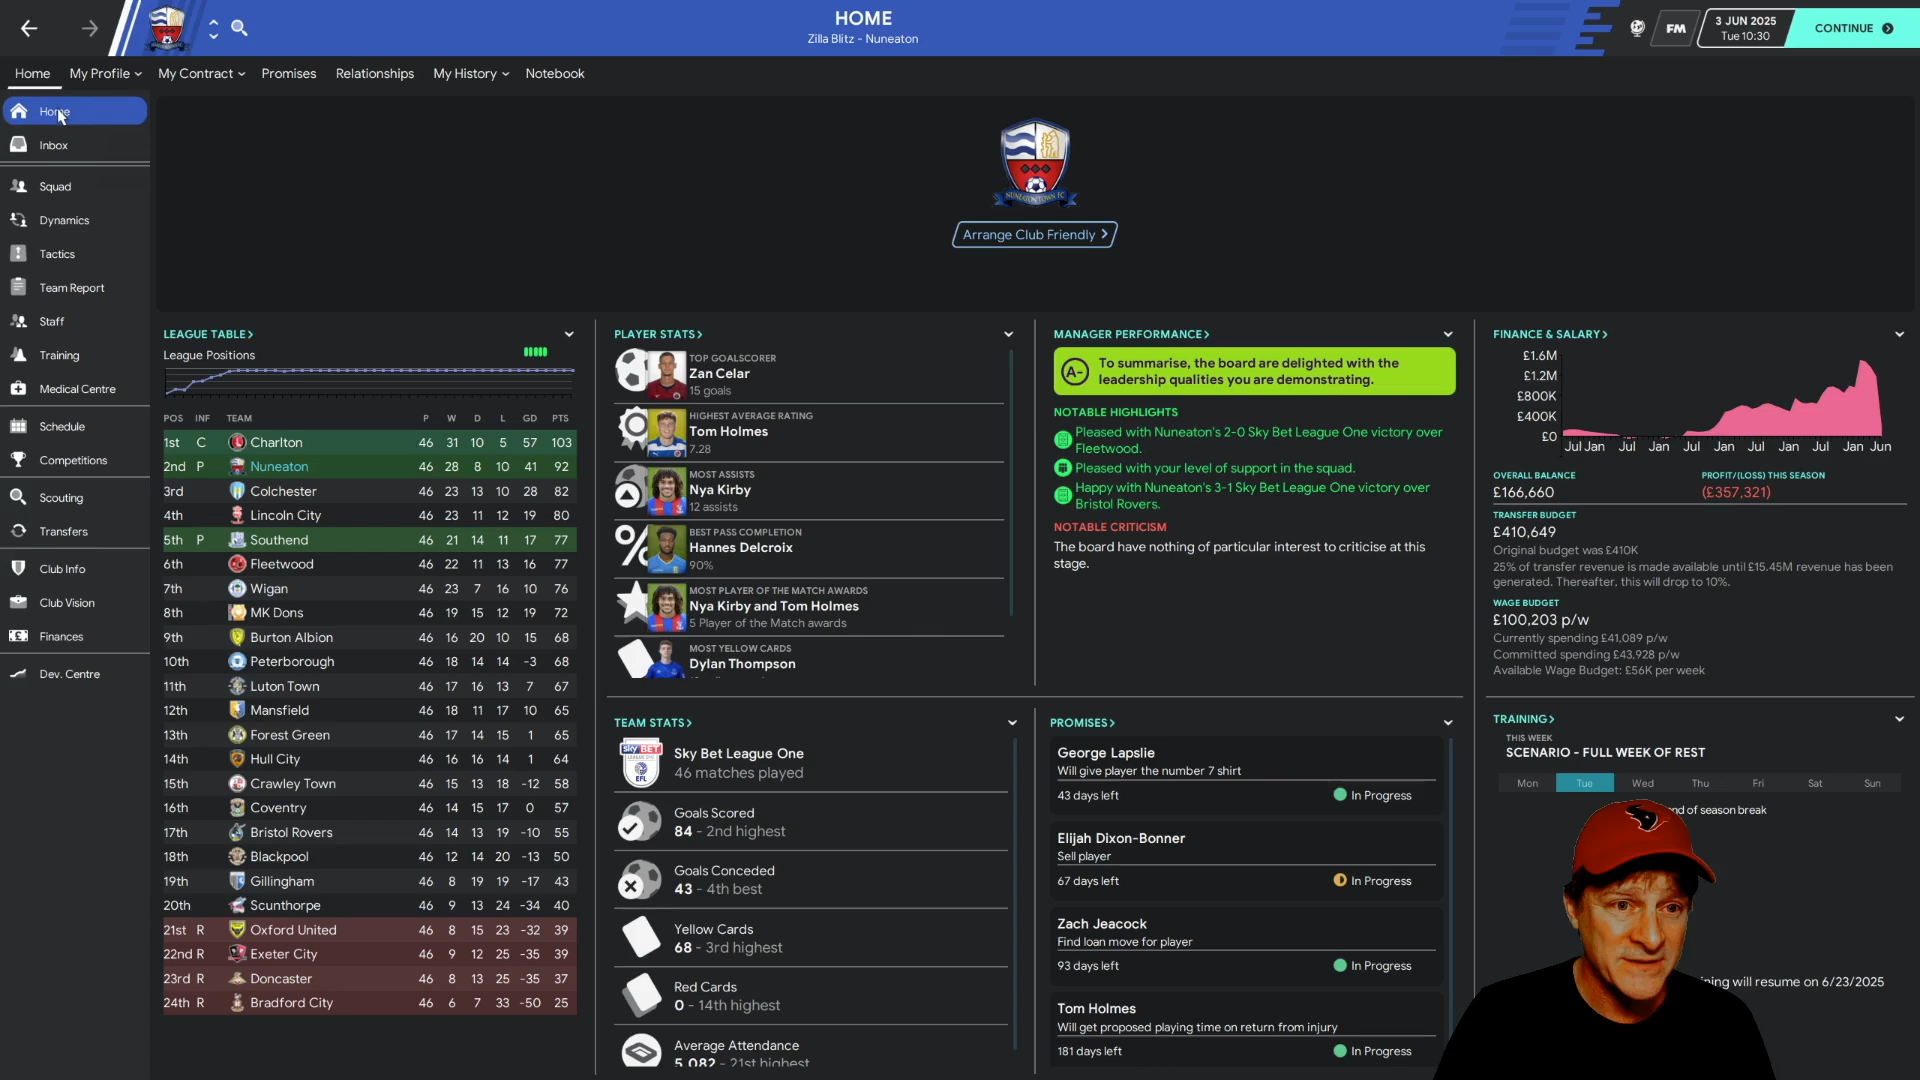 HOME
Zilla Blitz - Nuneaton
FM
3 JUN 2025
Tue 10:30
CONTINUE
Home
My Profile
My Contract
Promises
Relationships
My History
Notebook
Home
Inbox
Squad
Dynamics
Tactics
Team Report
Staff
Training
Medical Centre
Schedule
Competitions
Scouting
Transfers
Club Info
Club Vision
Finances
Dev. Centre
NUNEATON TOWN FC
Arrange Club Friendly >
LEAGUE TABLE >
League Positions
POS INF TEAM P W D L GD PTS
1st C Charlton 46 31 10 5 57 103
2nd P Nuneaton 46 28 8 10 41 92
3rd Colchester 46 23 13 10 28 82
4th Lincoln City 46 23 11 12 19 80
5th P Southend 46 21 14 11 17 77
6th Fleetwood 46 22 11 13 16 77
7th Wigan 46 23 7 16 10 76
8th MK Dons 46 19 15 12 19 72
9th Burton Albion 46 16 20 10 15 68
10th Peterborough 46 18 14 14 -3 68
11th Luton Town 46 17 16 13 7 67
12th Mansfield 46 18 11 17 10 65
13th Forest Green 46 17 14 15 1 65
14th Hull City 46 16 16 14 1 64
15th Crawley Town 46 15 13 18 -12 58
16th Coventry 46 14 15 17 0 57
17th Bristol Rovers 46 14 13 19 -10 55
18th Blackpool 46 12 14 20 -13 50
19th Gillingham 46 8 19 19 -17 43
20th Scunthorpe 46 9 13 24 -34 40
21st R Oxford United 46 8 15 23 -32 39
22nd R Exeter City 46 9 12 25 -35 39
23rd R Doncaster 46 8 13 25 -35 37
24th R Bradford City 46 6 7 33 -50 25
PLAYER STATS >
TOP GOALSCORER
Zan Celar
15 goals
HIGHEST AVERAGE RATING
Tom Holmes
7.28
MOST ASSISTS
Nya Kirby
12 assists
BEST PASS COMPLETION
Hannes Delcroix
90%
MOST PLAYER OF THE MATCH AWARDS
Nya Kirby and Tom Holmes
5 Player of the Match awards
MOST YELLOW CARDS
Dylan Thompson
TEAM STATS >
sky BET
EFL
Sky Bet League One
46 matches played
Goals Scored
84 - 2nd highest
Goals Conceded
43 - 4th best
Yellow Cards
68 - 3rd highest
Red Cards
0 - 14th highest
Average Attendance
5,082 - 21st highest
MANAGER PERFORMANCE >
A-
To summarise, the board are delighted with the
leadership qualities you are demonstrating.
NOTABLE HIGHLIGHTS
Pleased with Nuneaton's 2-0 Sky Bet League One victory over
Fleetwood.
Pleased with your level of support in the squad.
Happy with Nuneaton's 3-1 Sky Bet League One victory over
Bristol Rovers.
NOTABLE CRITICISM
The board have nothing of particular interest to criticise at this
stage.
PROMISES >
George Lapslie
Will give player the number 7 shirt
43 days left In Progress
Elijah Dixon-Bonner
Sell player
67 days left In Progress
Zach Jeacock
Find loan move for player
93 days left In Progress
Tom Holmes
Will get proposed playing time on return from injury
181 days left In Progress
FINANCE & SALARY >
£1.6M
£1.2M
£800K
£400K
£0
Jul Jan Jul Jan Jul Jan Jul Jan Jul Jan Jun
OVERALL BALANCE
£166,660
PROFIT/(LOSS) THIS SEASON
(£357,321)
TRANSFER BUDGET
£410,649
Original budget was £410K
25% of transfer revenue is made available until £15.45M revenue has been
generated. Thereafter, this will drop to 10%.
WAGE BUDGET
£100,203 p/w
Currently spending £41,089 p/w
Committed spending £43,928 p/w
Available Wage Budget: £56K per week
TRAINING >
THIS WEEK
SCENARIO - FULL WEEK OF REST
Mon Tue Wed Thu Fri Sat Sun
nd of season break
ning will resume on 6/23/2025